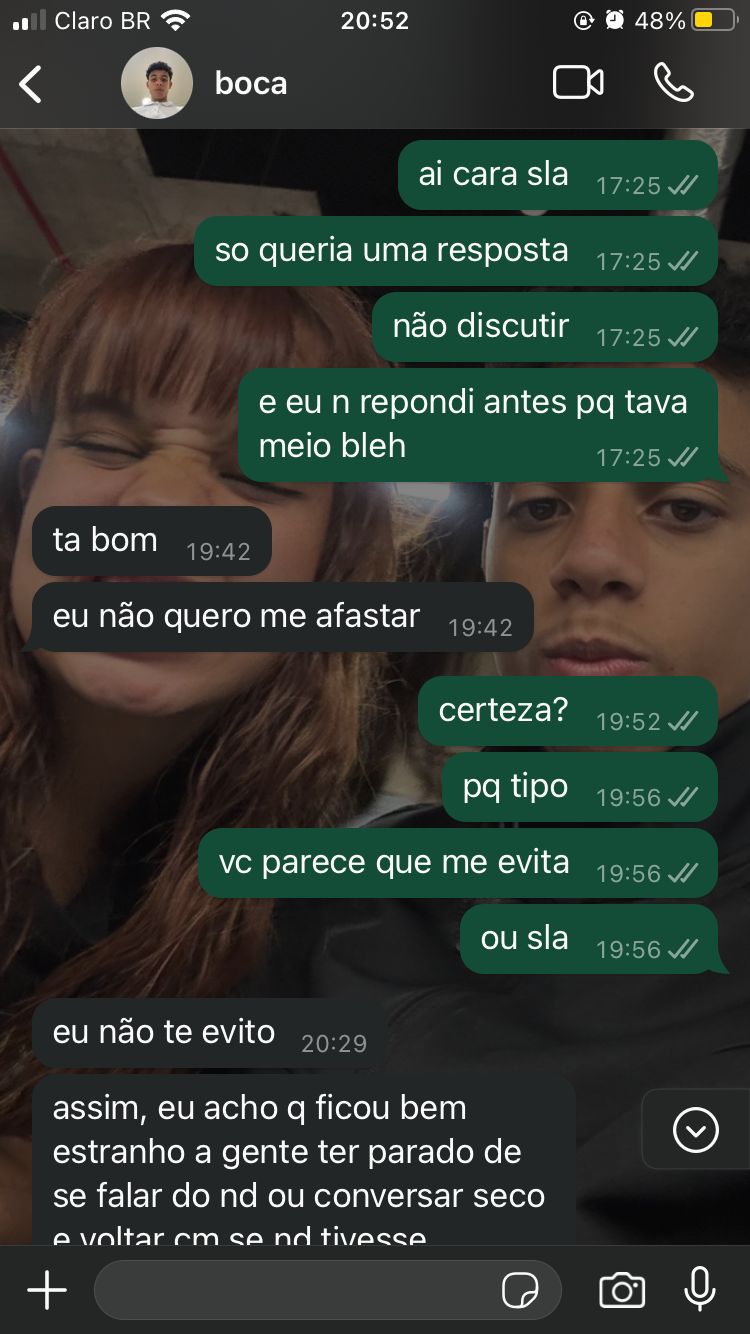 Claro BR
20:52
48%
boca
ai cara sla 17:25
so queria uma resposta 17:25
não discutir 17:25
e eu n repondi antes pq tava
meio bleh 17:25
ta bom 19:42
eu não quero me afastar 19:42
certeza? 19:52
pq tipo 19:56
vc parece que me evita 19:56
ou sla 19:56
eu não te evito 20:29
assim, eu acho q ficou bem
estranho a gente ter parado de
se falar do nd ou conversar seco
e voltar cm se nd tivesse